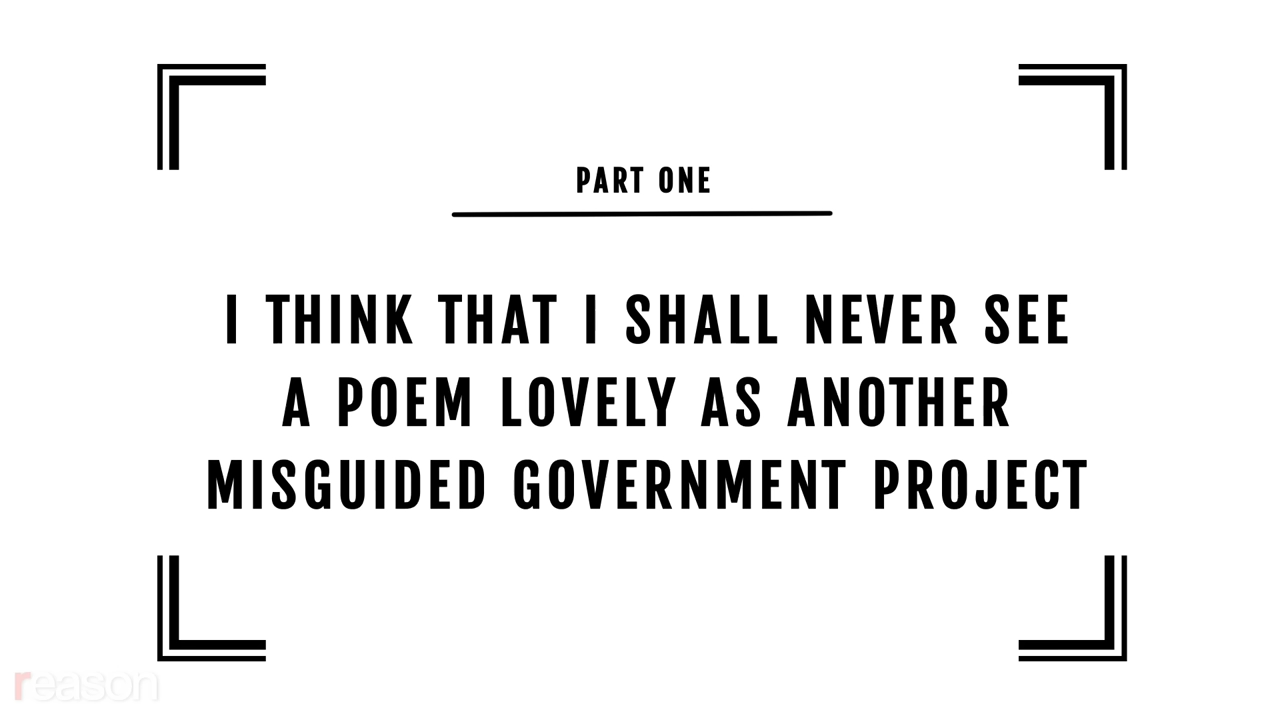 PART ONE
I THINK THAT I SHALL NEVER SEE
A POEM LOVELY AS ANOTHER
MISGUIDED GOVERNMENT PROJECT
reason